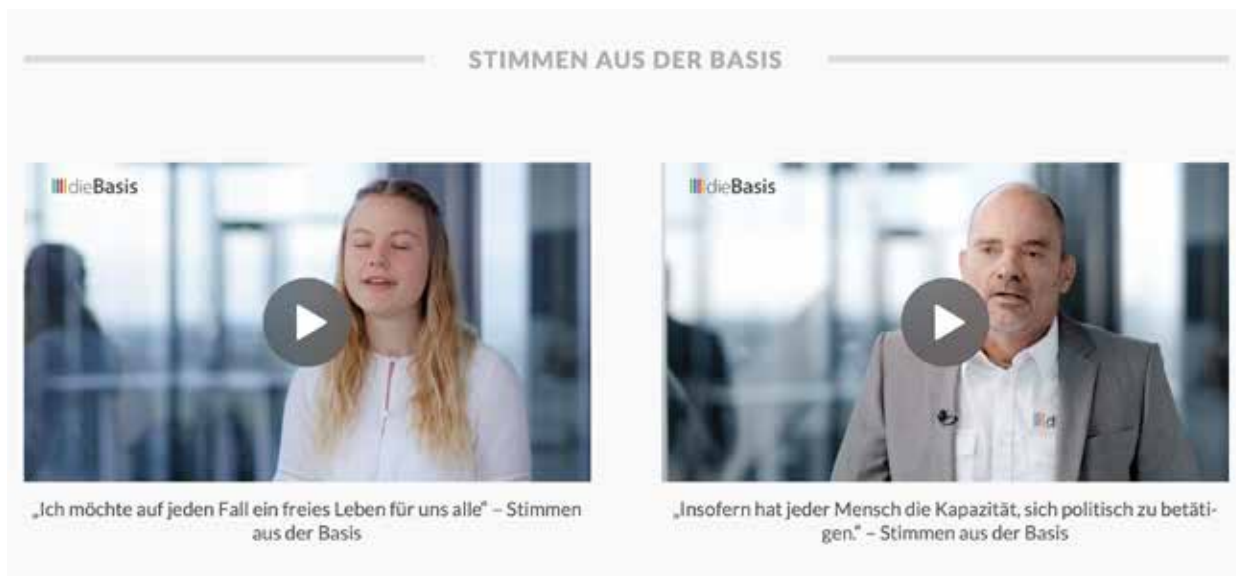 STIMMEN AUS DER BASIS
dieBasis
dieBasis
d
„Ich möchte auf jeden Fall ein freies Leben für uns alle“ – Stimmen
aus der Basis
„Insofern hat jeder Mensch die Kapazität, sich politisch zu betäti-
gen.“ – Stimmen aus der Basis